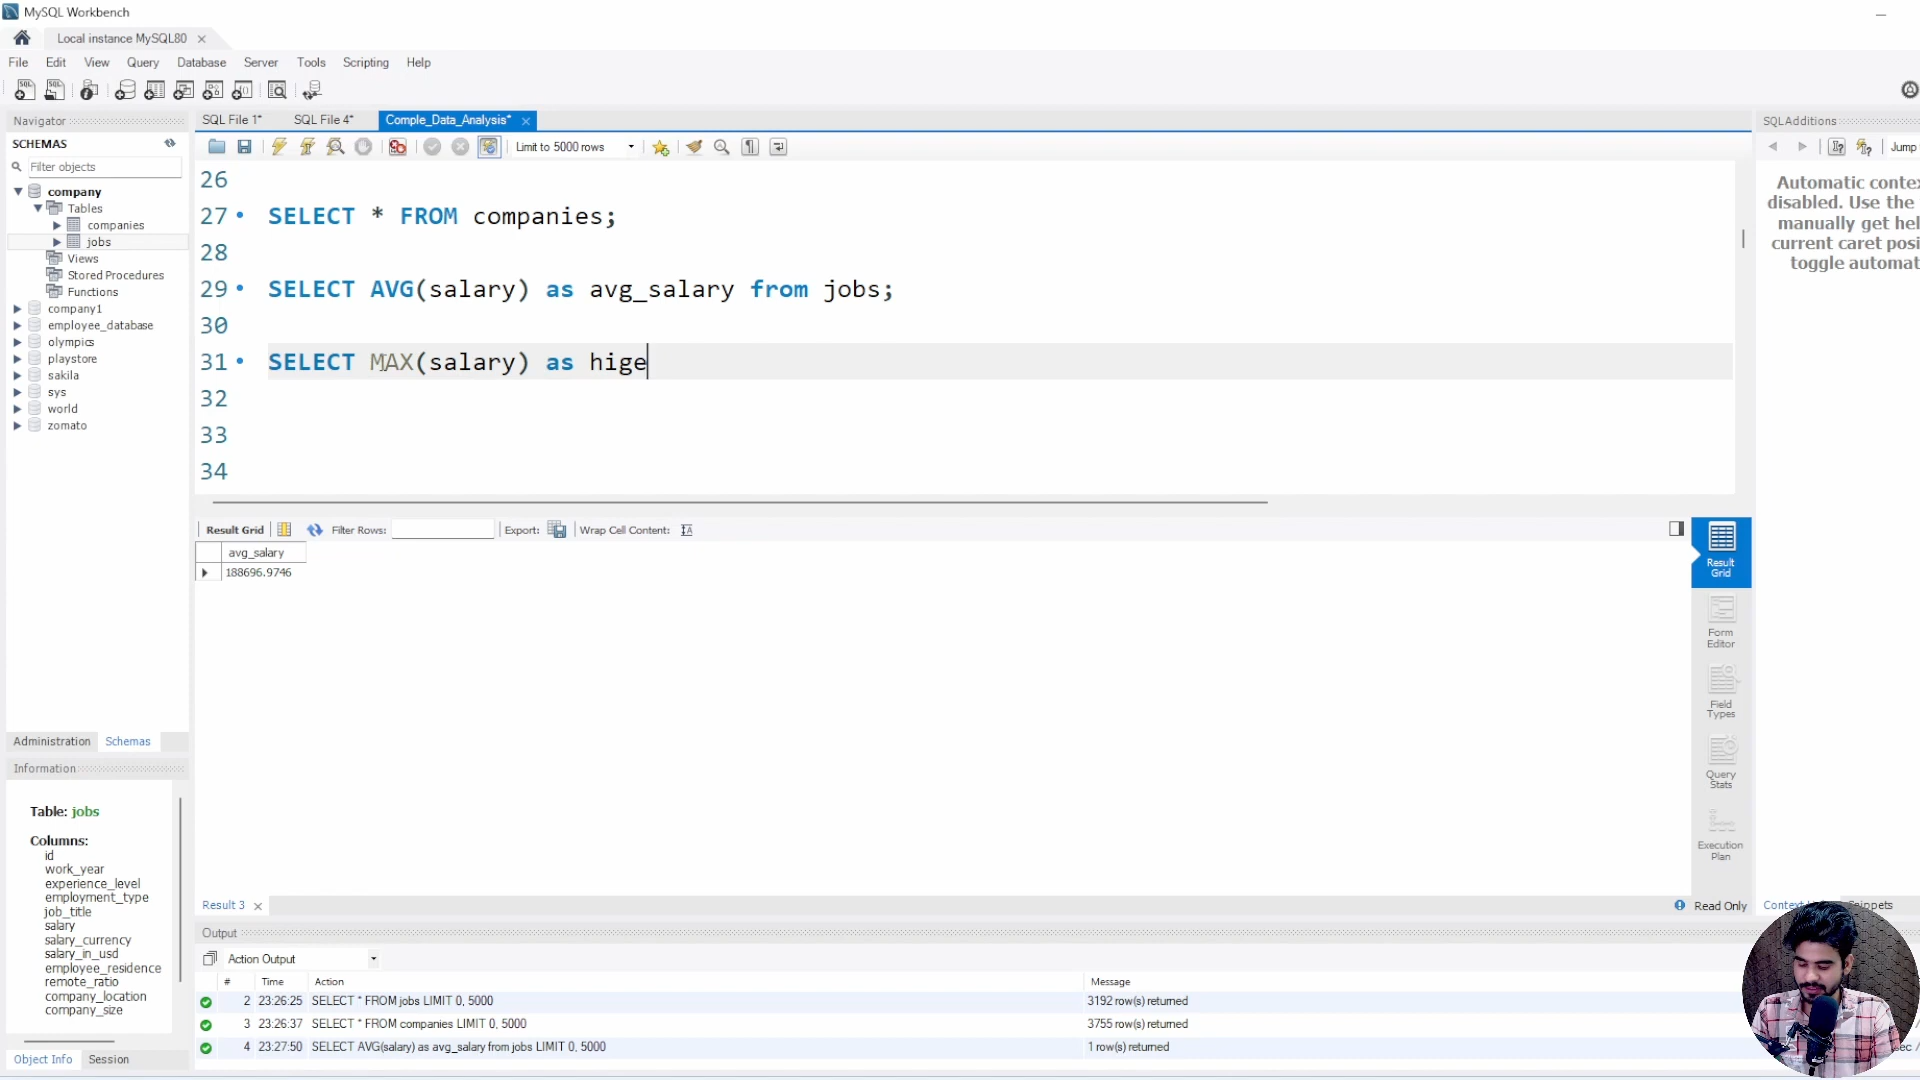 MySQL Workbench
Local instance MySQL80
File Edit View Query Database Server Tools Scripting Help
Navigator
SCHEMAS
Filter objects
company
Tables
companies
jobs
Views
Stored Procedures
Functions
company1
employee_database
olympics
playstore
sakila
sys
world
zomato
Administration Schemas
Information
Table: jobs
Columns:
id
work_year
experience_level
employment_type
job_title
salary
salary_currency
salary_in_usd
employee_residence
remote_ratio
company_location
company_size
Object Info Session
SQL File 1* SQL File 4* Comple_Data_Analysis*
Limit to 5000 rows
26
27 SELECT * FROM companies;
28
29 SELECT AVG(salary) as avg_salary from jobs;
30
31 SELECT MAX(salary) as hige
32
33
34
Result Grid Filter Rows: Export: Wrap Cell Content:
avg_salary
188696.9746
Result
Grid
Form
Editor
Field
Types
Query
Stats
Execution
Plan
Result 3 Read Only
Output
Action Output
# Time Action Message
2 23:26:25 SELECT * FROM jobs LIMIT 0, 5000 3192 row(s) returned
3 23:26:37 SELECT * FROM companies LIMIT 0, 5000 3755 row(s) returned
4 23:27:50 SELECT AVG(salary) as avg_salary from jobs LIMIT 0, 5000 1 row(s) returned
SQLAdditions
Jump
Automatic contex
disabled. Use the
manually get hel
current caret posi
toggle automat